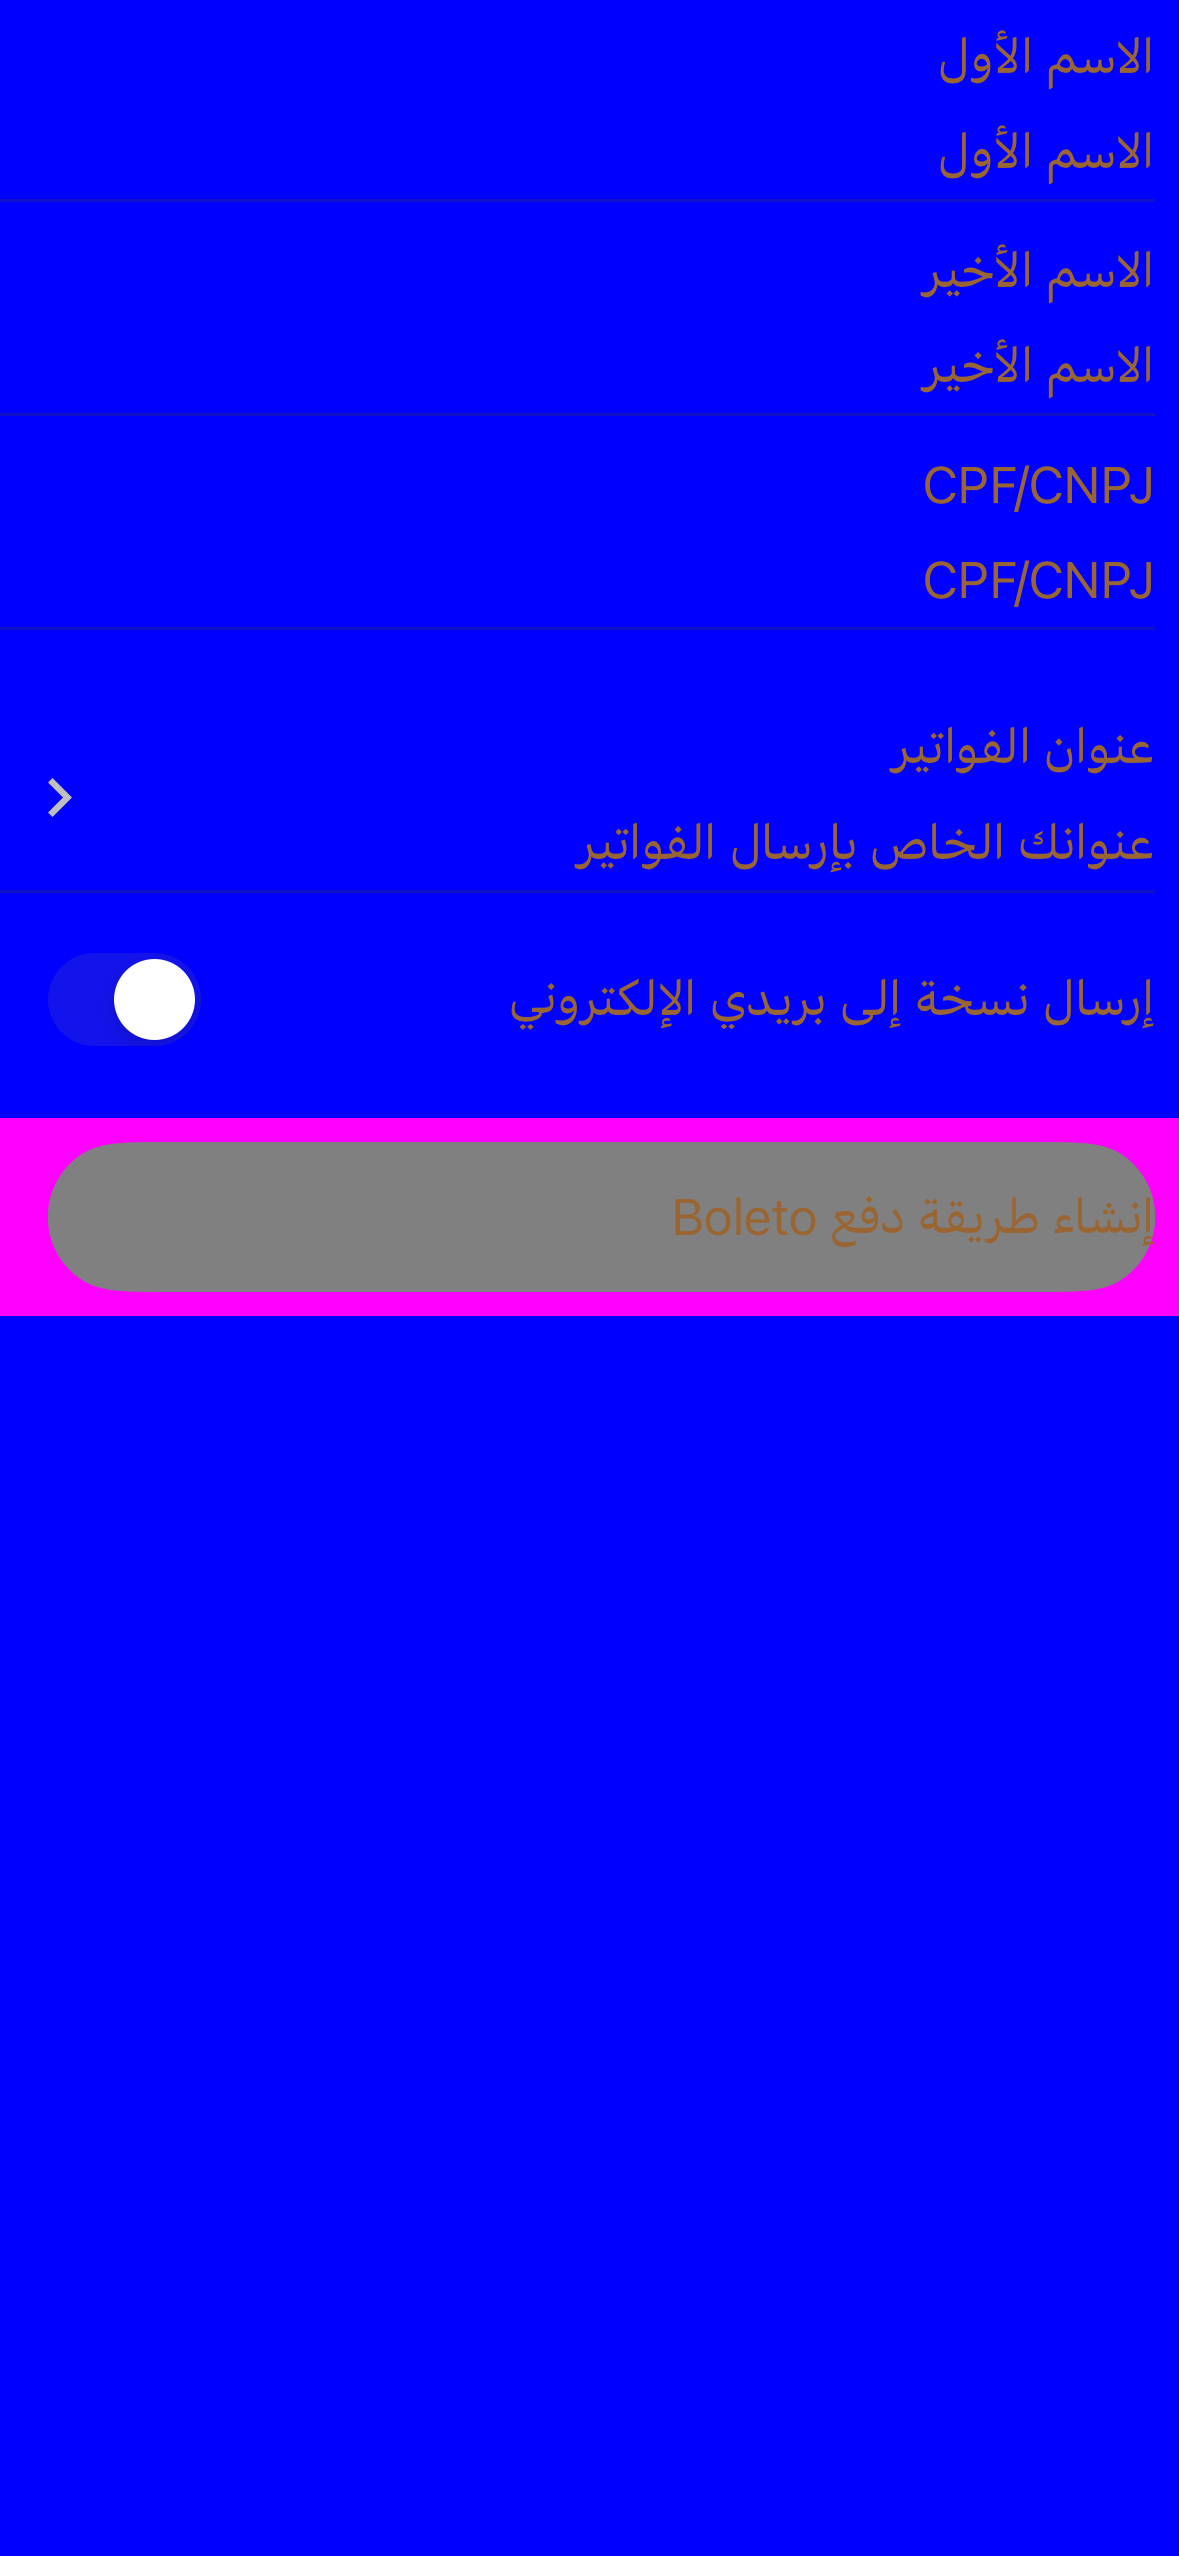 الاسم الأول
الاسم الأول
الاسم الأخير
الاسم الأخير
CPF/CNPJ
CPF/CNPJ
عنوان الفواتير
عنوانك الخاص بإرسال الفواتير
إرسال نسخة إلى بريدي الإلكتروني
إنشاء طريقة دفع Boleto